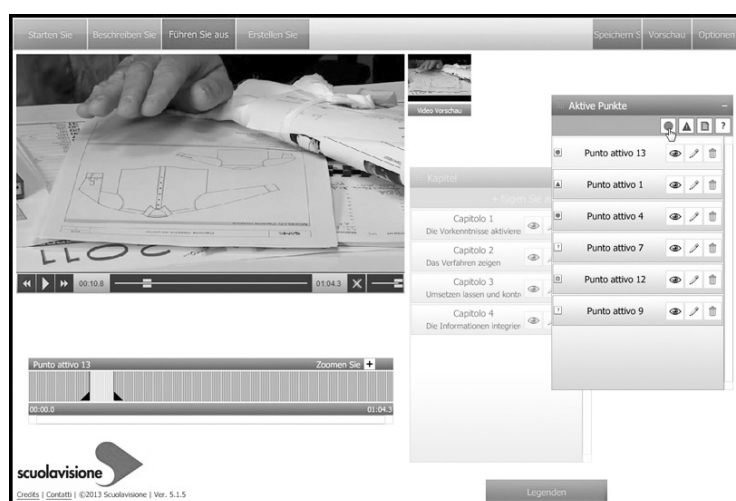 Starten Sie
Beschreiben Sie
Führen Sie aus
Erstellen Sie
Speichern S
Vorschau
Optionen
Video Vorschau
00:10.8
01:04.3
Aktive Punkte
?
Punto attivo 13
Punto attivo 1
Punto attivo 4
Punto attivo 7
Punto attivo 12
Punto attivo 9
Kapitel
Capitolo 1
Die Vorkenntnisse aktiviere
Capitolo 2
Das Verfahren zeigen
Capitolo 3
Umsetzen lassen und kontr
Capitolo 4
Die Informationen integrier
Punto attivo 13
Zoomen Sie +
00:00.0
01:04.3
scuolavisione
Credits | Contatti | ©2013 Scuolavisione | Ver. 5.1.5
Legenden